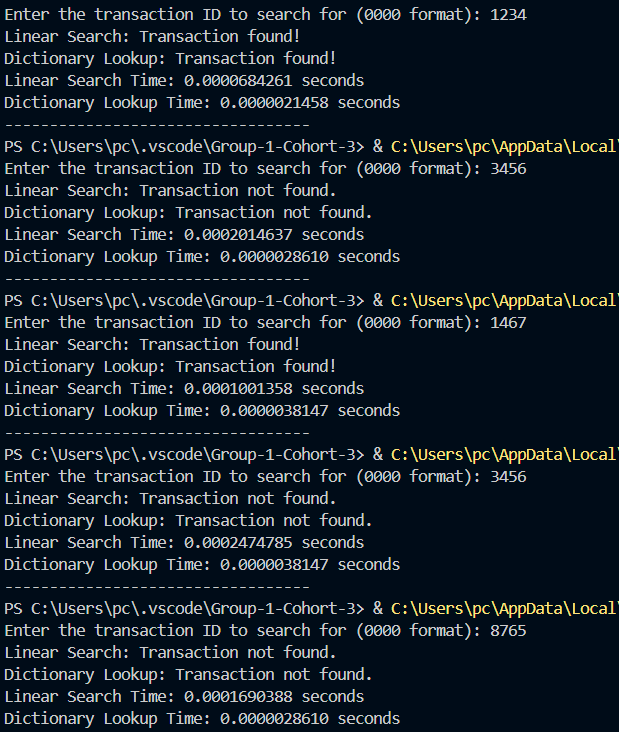 Enter the transaction ID to search for (0000 format): 1234
Linear Search: Transaction found!
Dictionary Lookup: Transaction found!
Linear Search Time: 0.0000684261 seconds
Dictionary Lookup Time: 0.0000021458 seconds
----------------------------------
PS C:\Users\pc\.vscode\Group-1-Cohort-3> & C:\Users\pc\AppData\Local\
Enter the transaction ID to search for (0000 format): 3456
Linear Search: Transaction not found.
Dictionary Lookup: Transaction not found.
Linear Search Time: 0.0002014637 seconds
Dictionary Lookup Time: 0.0000028610 seconds
----------------------------------
PS C:\Users\pc\.vscode\Group-1-Cohort-3> & C:\Users\pc\AppData\Local\
Enter the transaction ID to search for (0000 format): 1467
Linear Search: Transaction found!
Dictionary Lookup: Transaction found!
Linear Search Time: 0.0001001358 seconds
Dictionary Lookup Time: 0.0000038147 seconds
----------------------------------
PS C:\Users\pc\.vscode\Group-1-Cohort-3> & C:\Users\pc\AppData\Local\
Enter the transaction ID to search for (0000 format): 3456
Linear Search: Transaction not found.
Dictionary Lookup: Transaction not found.
Linear Search Time: 0.0002474785 seconds
Dictionary Lookup Time: 0.0000038147 seconds
----------------------------------
PS C:\Users\pc\.vscode\Group-1-Cohort-3> & C:\Users\pc\AppData\Local\
Enter the transaction ID to search for (0000 format): 8765
Linear Search: Transaction not found.
Dictionary Lookup: Transaction not found.
Linear Search Time: 0.0001690388 seconds
Dictionary Lookup Time: 0.0000028610 seconds